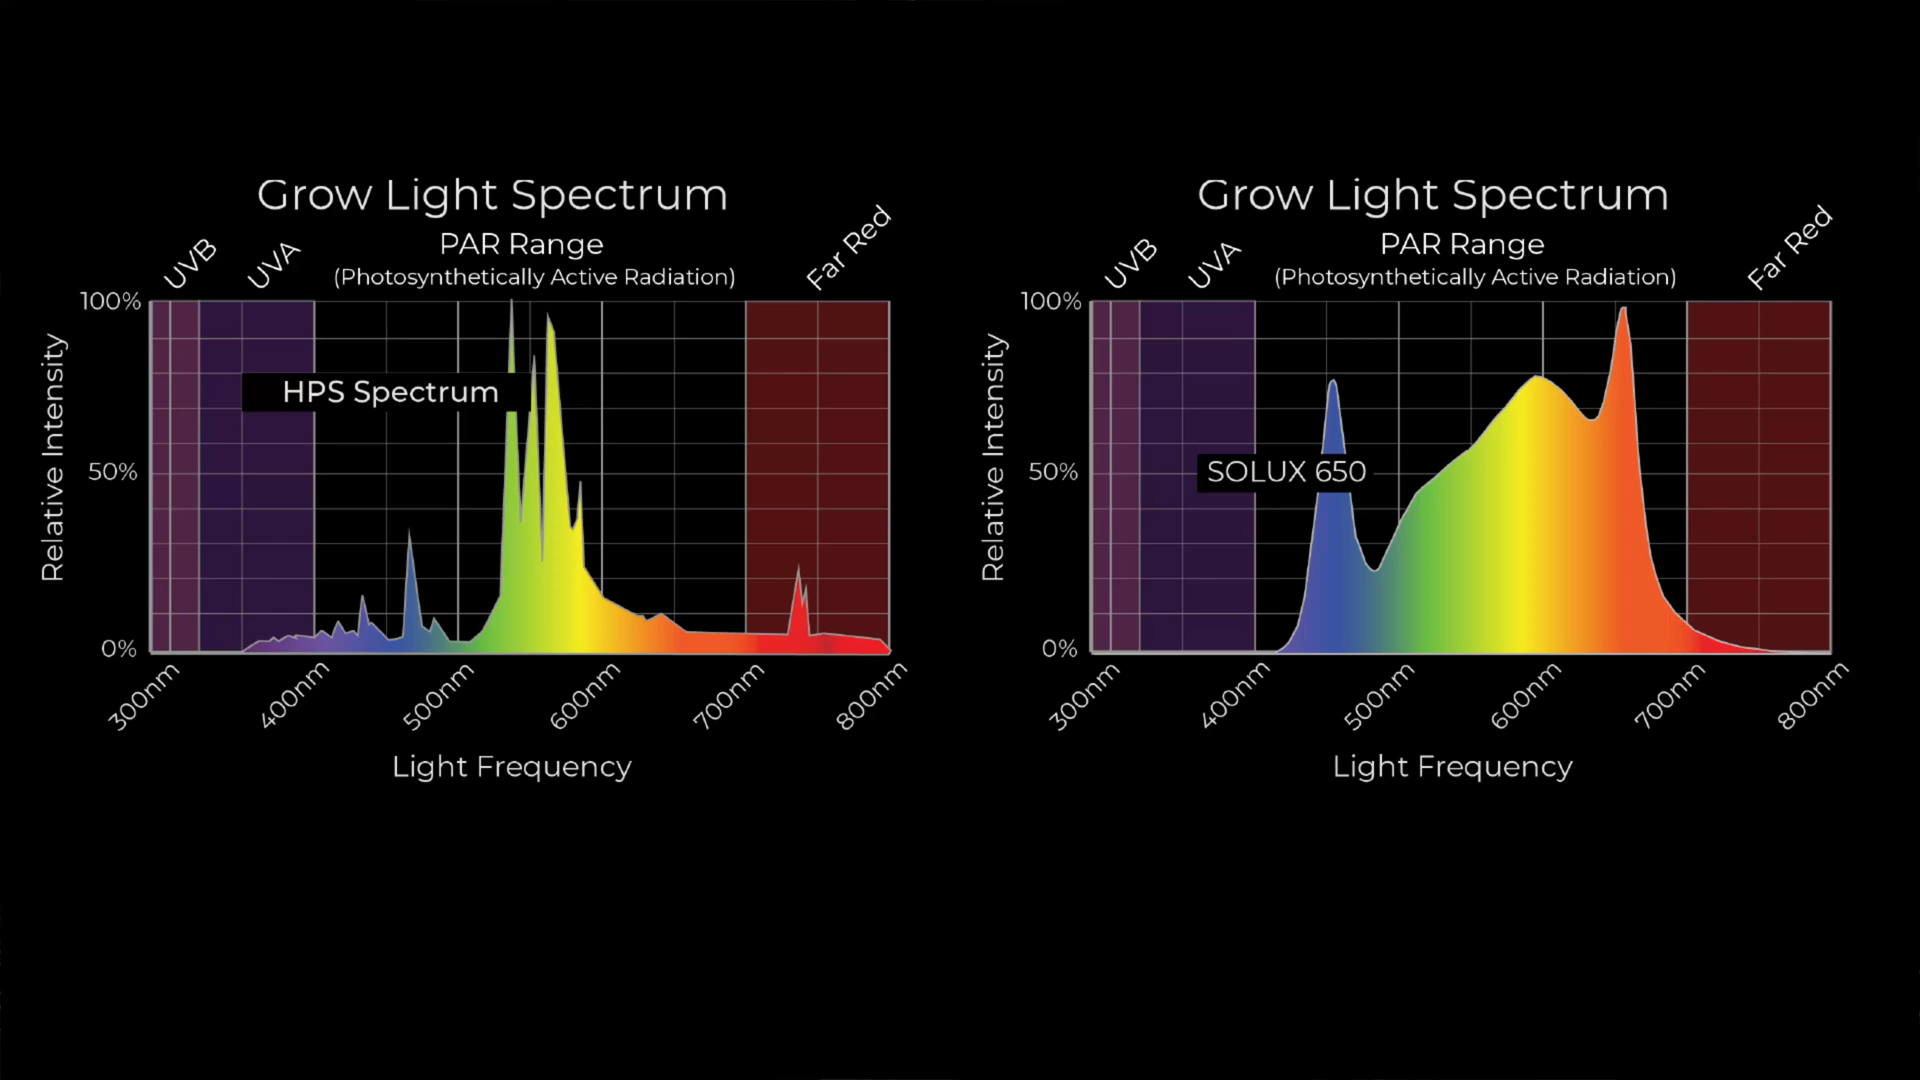 Grow Light Spectrum
PAR Range
(Photosynthetically Active Radiation)
UVB
UVA
Far Red
100%
50%
0%
Relative Intensity
HPS Spectrum
300nm
400nm
500nm
600nm
700nm
800nm
Light Frequency
Grow Light Spectrum
PAR Range
(Photosynthetically Active Radiation)
UVB
UVA
Far Red
100%
50%
0%
Relative Intensity
SOLUX 650
300nm
400nm
500nm
600nm
700nm
800nm
Light Frequency